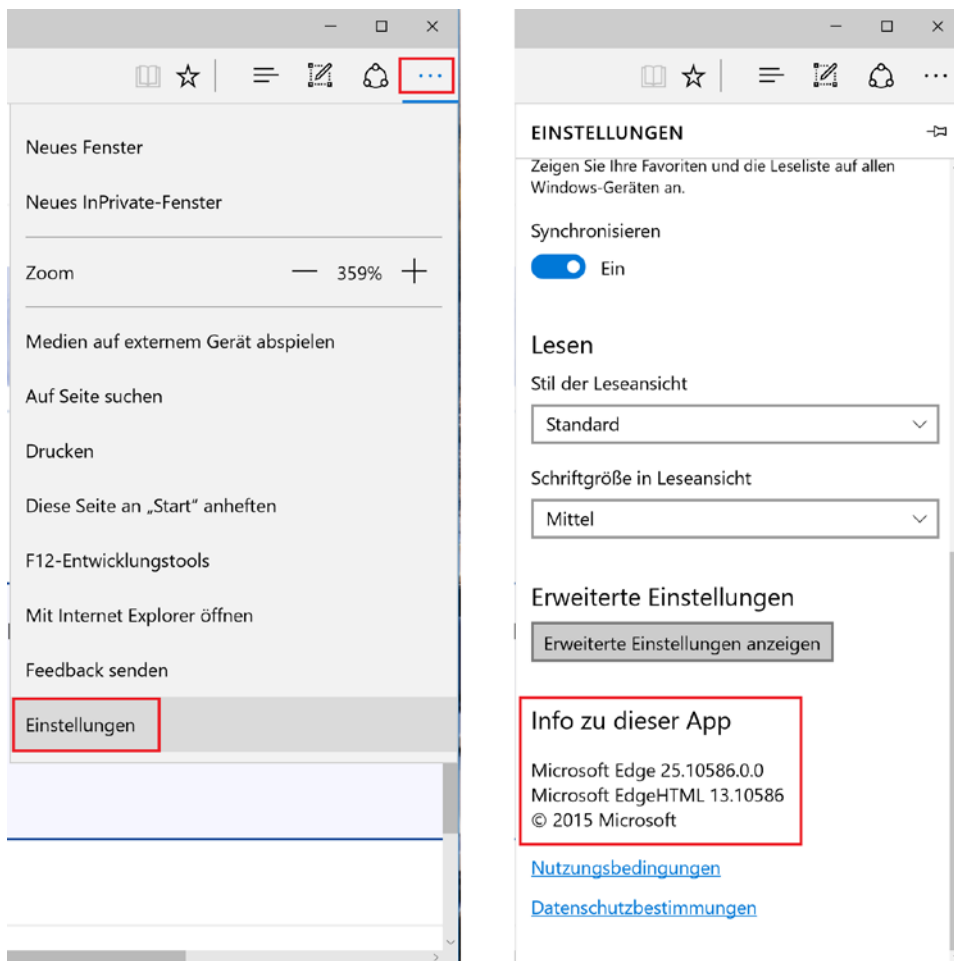 Neues Fenster
Neues InPrivate-Fenster
Zoom — 359% +
Medien auf externem Gerät abspielen
Auf Seite suchen
Drucken
Diese Seite an „Start“ anheften
F12-Entwicklungstools
Mit Internet Explorer öffnen
Feedback senden
Einstellungen
EINSTELLUNGEN
Zeigen Sie Ihre Favoriten und die Leseliste auf allen
Windows-Geräten an.
Synchronisieren
Ein
Lesen
Stil der Leseansicht
Standard
Schriftgröße in Leseansicht
Mittel
Erweiterte Einstellungen
Erweiterte Einstellungen anzeigen
Info zu dieser App
Microsoft Edge 25.10586.0.0
Microsoft EdgeHTML 13.10586
© 2015 Microsoft
Nutzungsbedingungen
Datenschutzbestimmungen